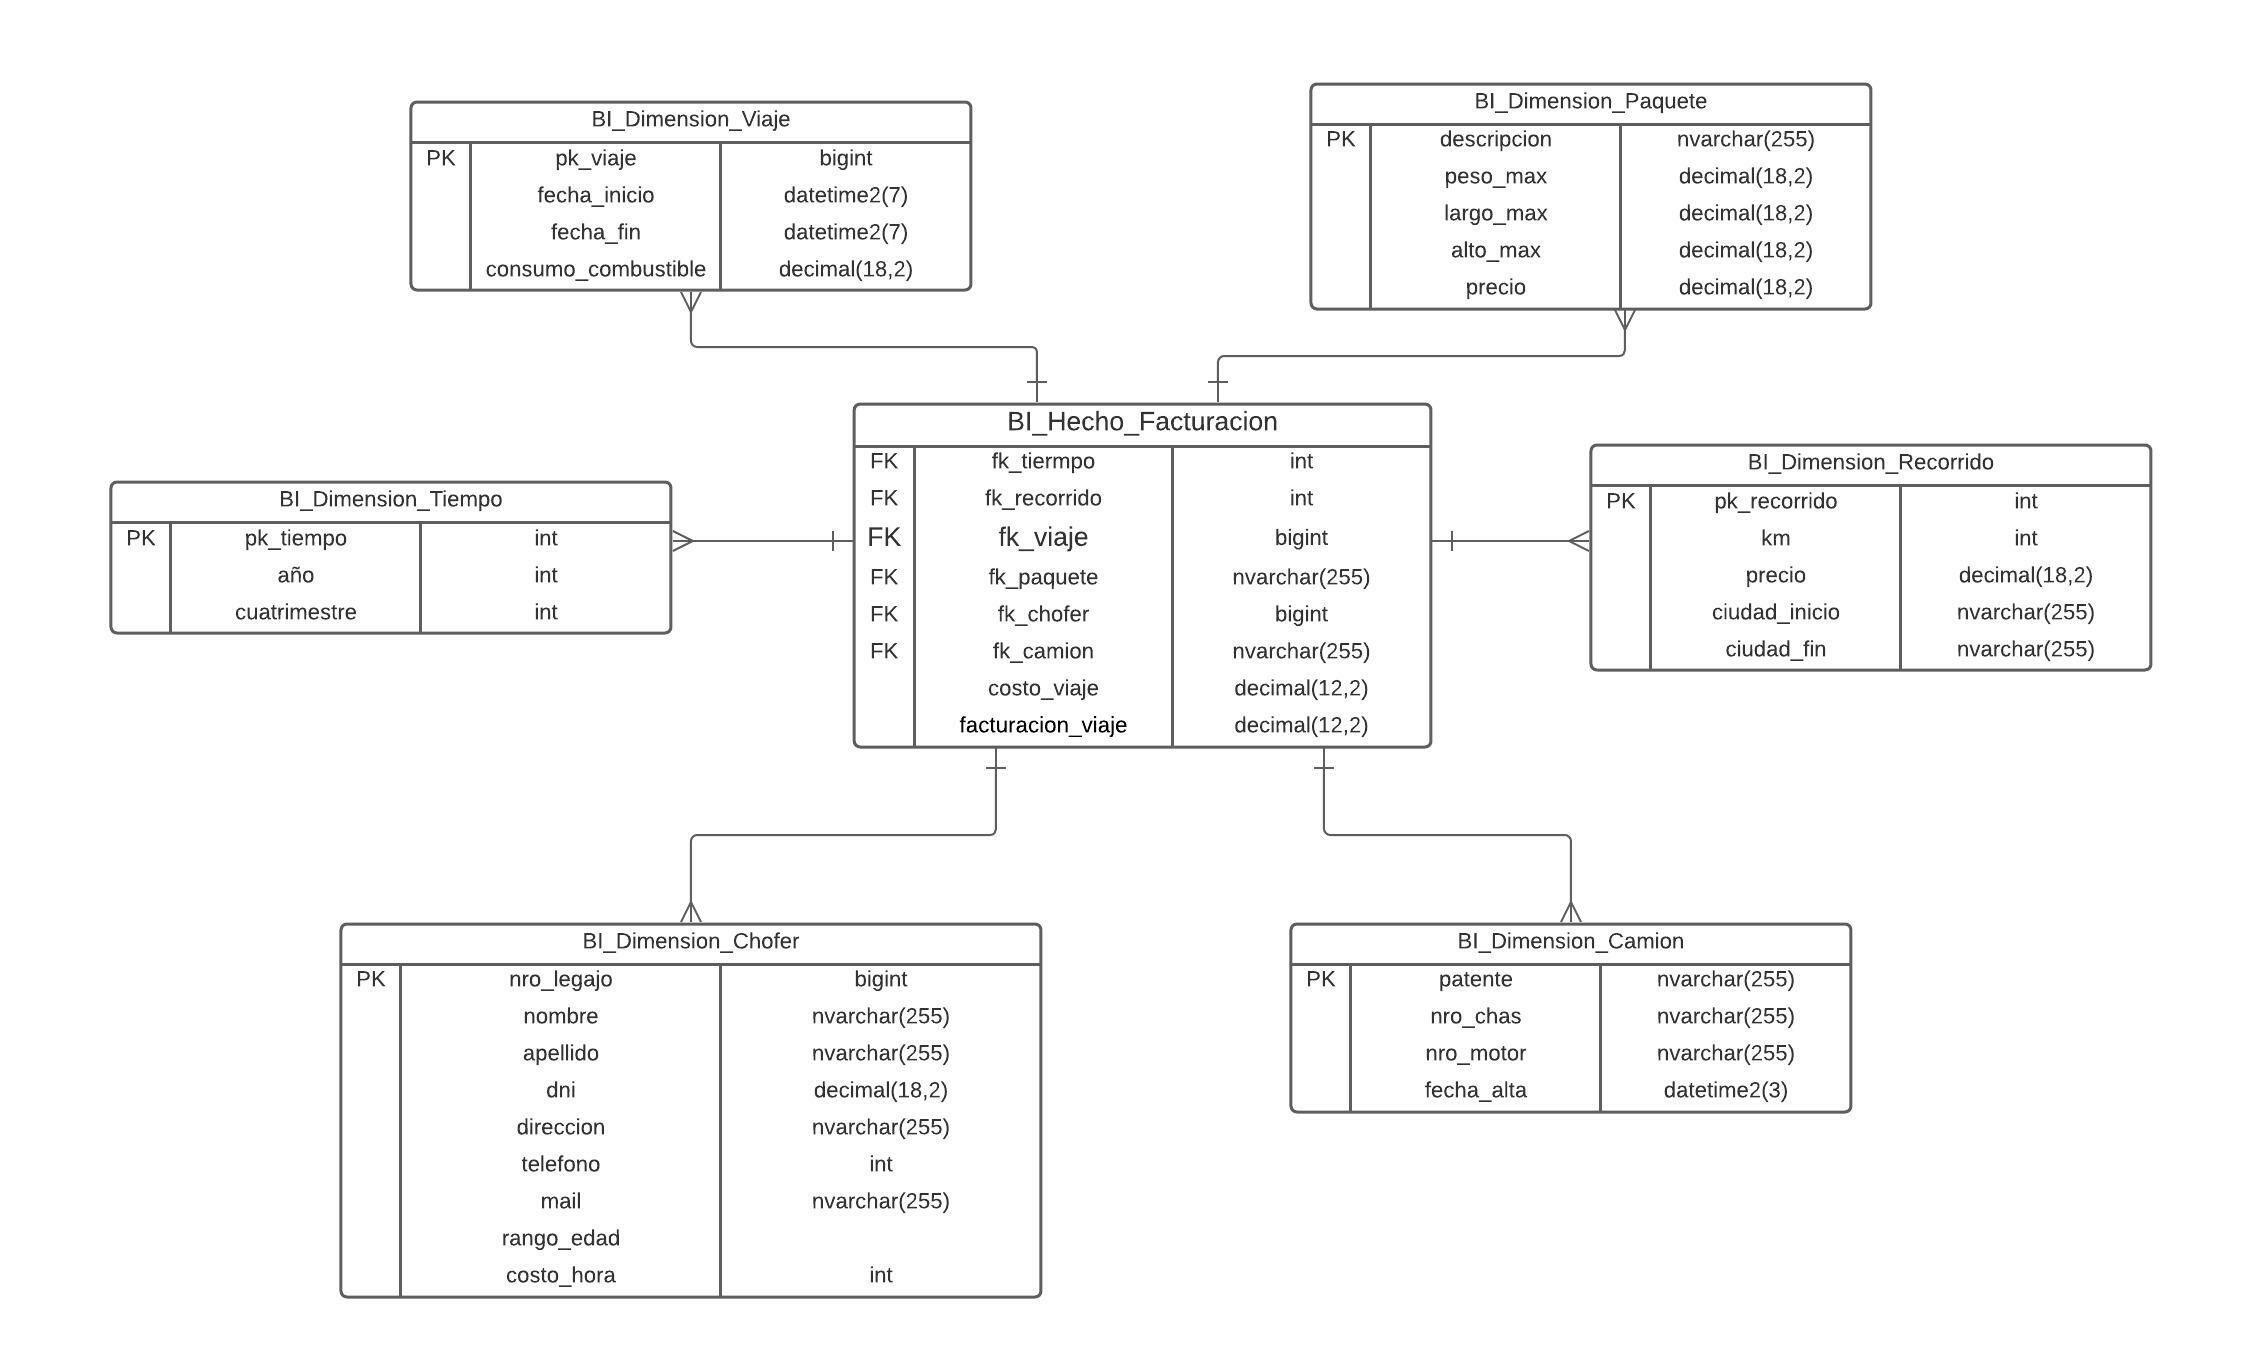 BI_Dimension_Viaje
PK pk_viaje bigint
fecha_inicio datetime2(7)
fecha_fin datetime2(7)
consumo_combustible decimal(18,2)
BI_Dimension_Paquete
PK descripcion nvarchar(255)
peso_max decimal(18,2)
largo_max decimal(18,2)
alto_max decimal(18,2)
precio decimal(18,2)
BI_Dimension_Tiempo
PK pk_tiempo int
año int
cuatrimestre int
BI_Hecho_Facturacion
FK fk_tiermpo int
FK fk_recorrido int
FK fk_viaje bigint
FK fk_paquete nvarchar(255)
FK fk_chofer bigint
FK fk_camion nvarchar(255)
costo_viaje decimal(12,2)
facturacion_viaje decimal(12,2)
BI_Dimension_Recorrido
PK pk_recorrido int
km int
precio decimal(18,2)
ciudad_inicio nvarchar(255)
ciudad_fin nvarchar(255)
BI_Dimension_Chofer
PK nro_legajo bigint
nombre nvarchar(255)
apellido nvarchar(255)
dni decimal(18,2)
direccion nvarchar(255)
telefono int
mail nvarchar(255)
rango_edad
costo_hora int
BI_Dimension_Camion
PK patente nvarchar(255)
nro_chas nvarchar(255)
nro_motor nvarchar(255)
fecha_alta datetime2(3)